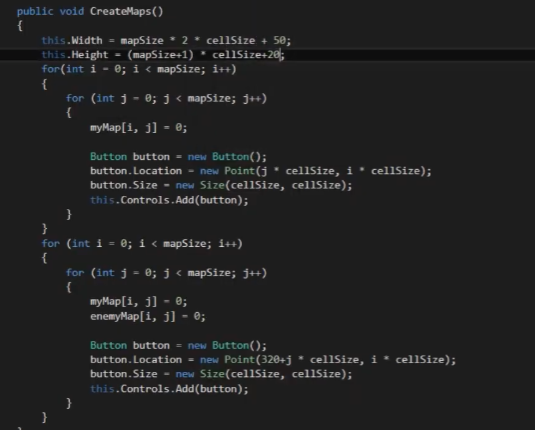 public void CreateMaps()
{
this.Width = mapSize * 2 * cellSize + 50;
this.Height = (mapSize+1) * cellSize+20;
for(int i = 0; i < mapSize; i++)
{
for (int j = 0; j < mapSize; j++)
{
myMap[i, j] = 0;
Button button = new Button();
button.Location = new Point(j * cellSize, i * cellSize);
button.Size = new Size(cellSize, cellSize);
this.Controls.Add(button);
}
}
for (int i = 0; i < mapSize; i++)
{
for (int j = 0; j < mapSize; j++)
{
myMap[i, j] = 0;
enemyMap[i, j] = 0;
Button button = new Button();
button.Location = new Point(320+j * cellSize, i * cellSize);
button.Size = new Size(cellSize, cellSize);
this.Controls.Add(button);
}
}